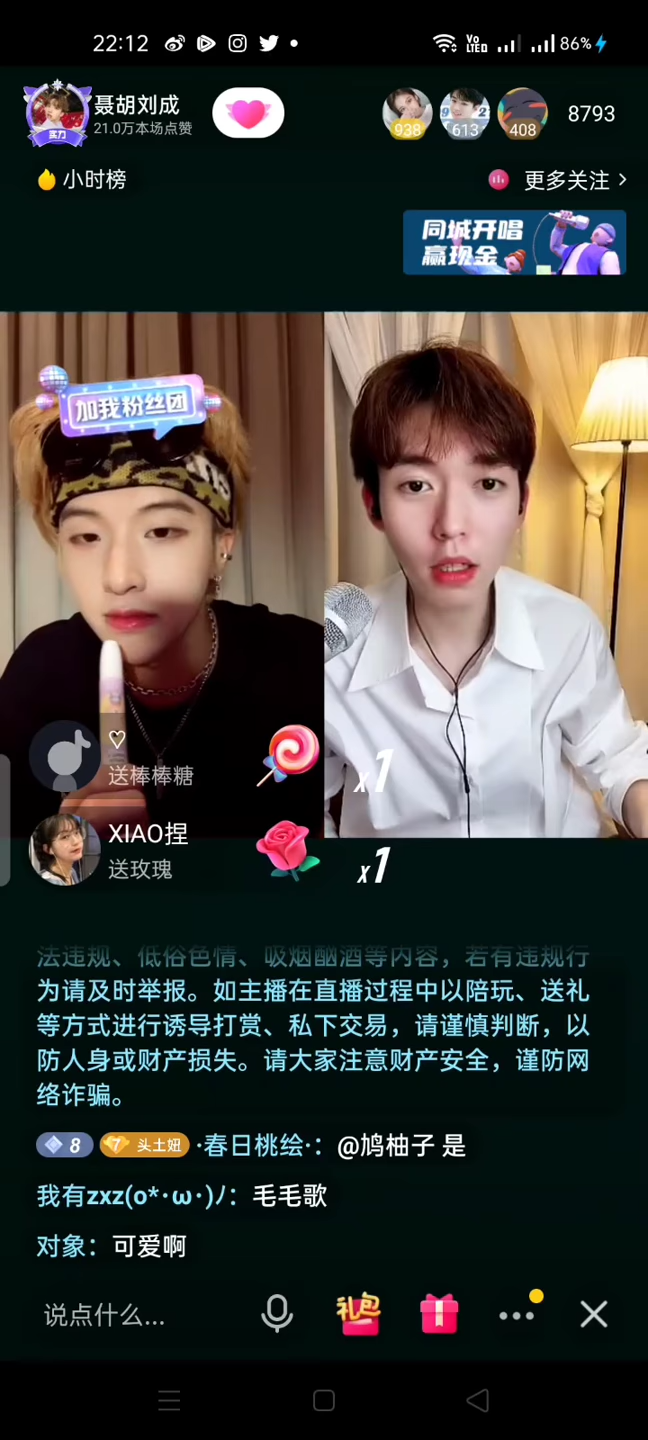 22:12
Vo LTED
86%
聂胡刘成
21.0万本场点赞
实力
938
613
408
8793
小时榜
更多关注 >
同城开唱
赢现金
加我粉丝团
♡
送棒棒糖
x1
XIAO捏
送玫瑰
x1
法违规、低俗色情、吸烟酗酒等内容，若有违规行
为请及时举报。如主播在直播过程中以陪玩、送礼
等方式进行诱导打赏、私下交易，请谨慎判断，以
防人身或财产损失。请大家注意财产安全，谨防网
络诈骗。
8 7 头土妞 ·春日桃绘·：@鸠柚子 是
我有zxz(o*·ω·)ﾉ：毛毛歌
对象：可爱啊
说点什么...
礼包